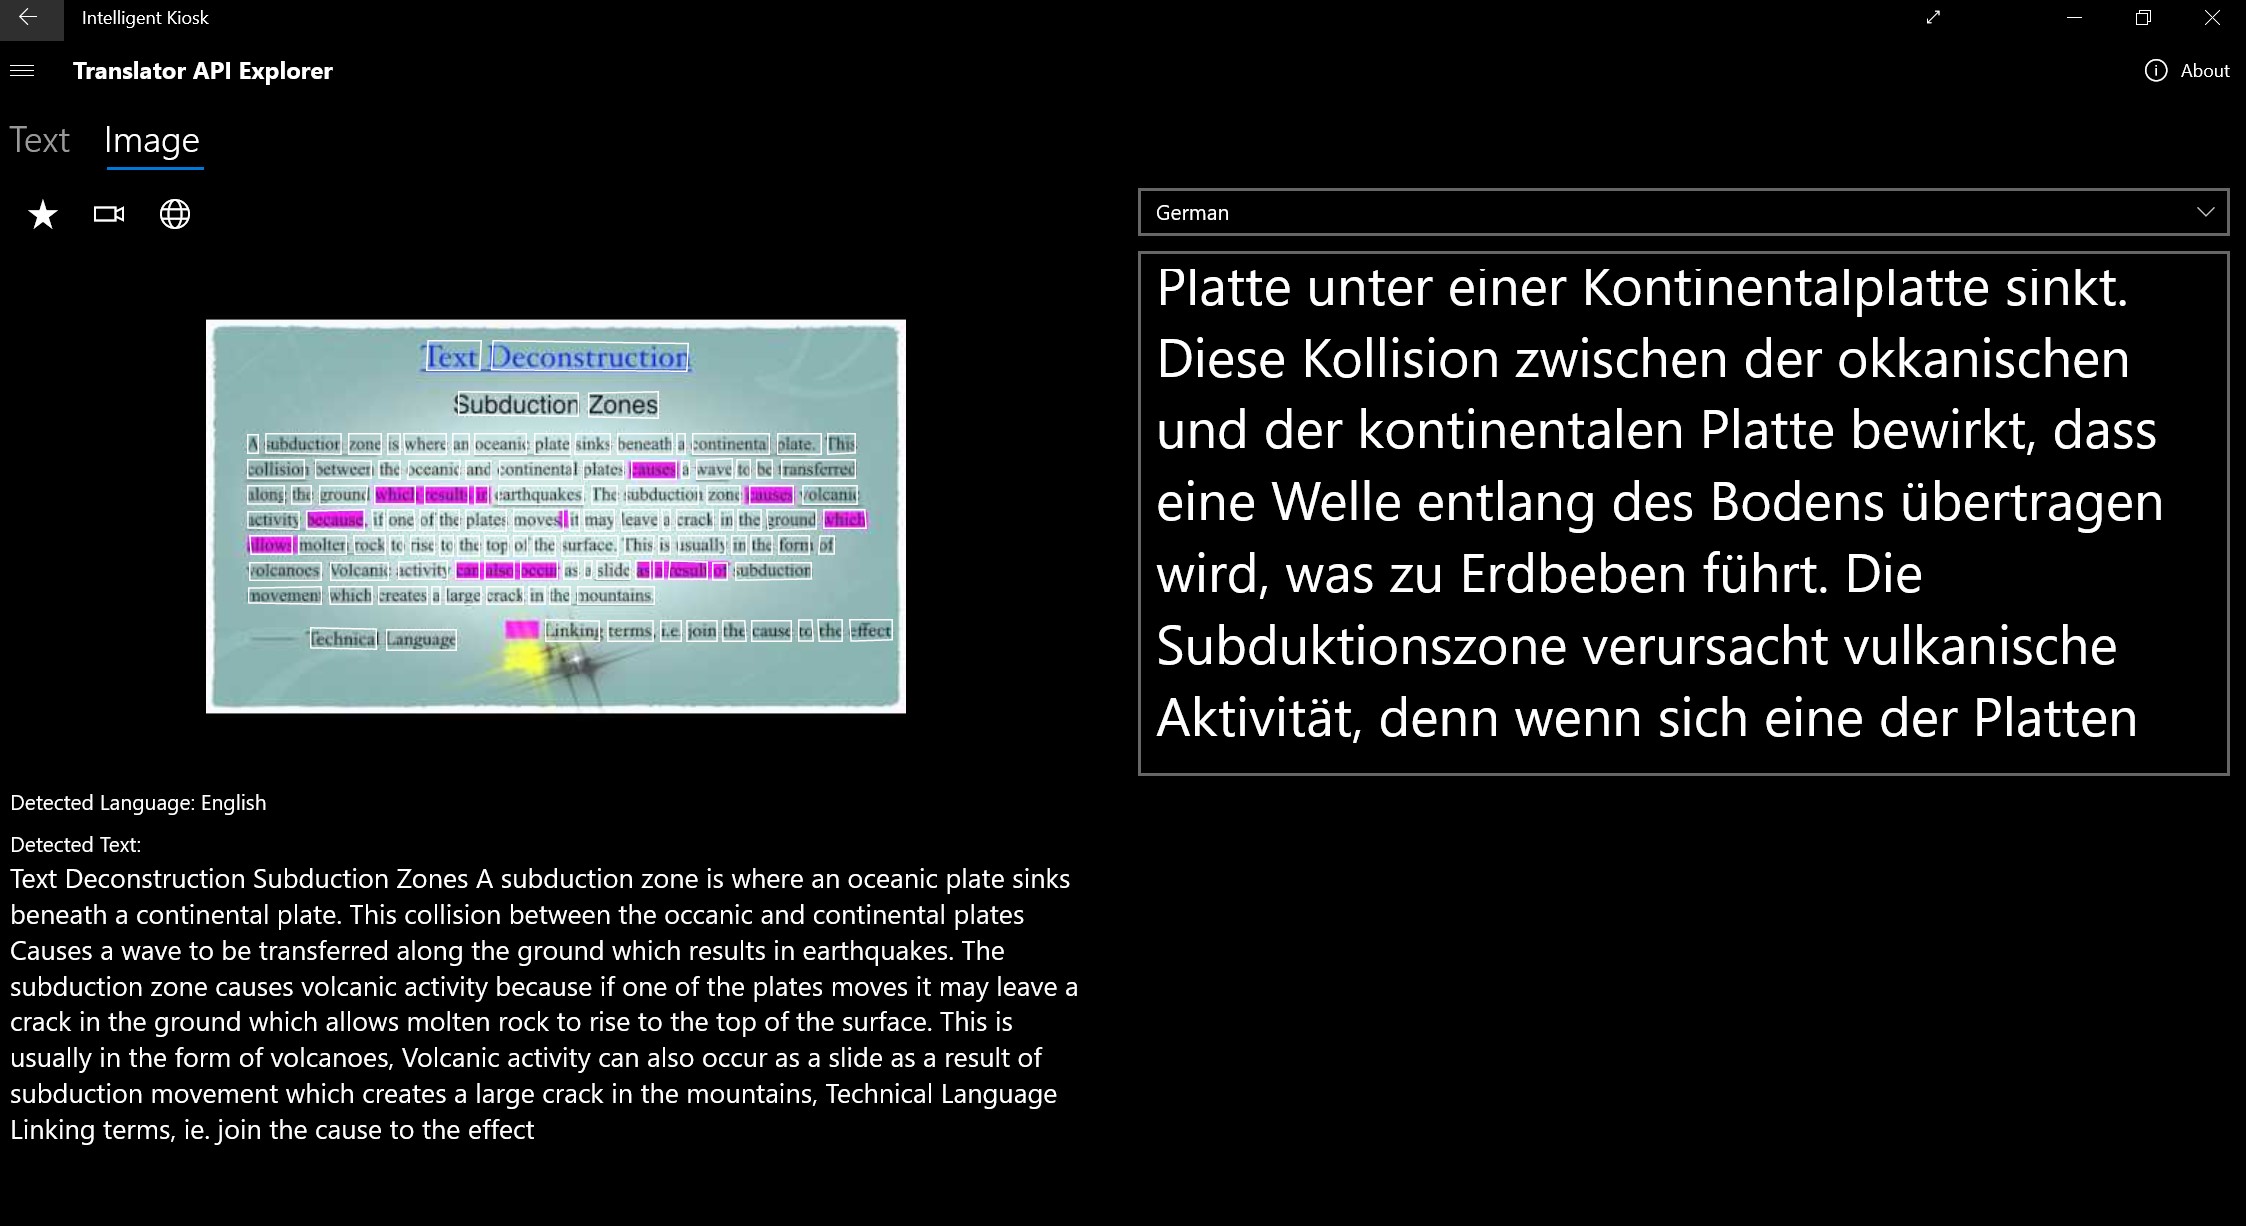 Intelligent Kiosk
Translator API Explorer
About
Text Image
German
Text Deconstruction
Subduction Zones
A subduction zone is where an oceanic plate sinks beneath a continental plate. This
collision between the oceanic and continental plates causes a wave to be transferred
along the ground which results in earthquakes. The subduction zone causes volcanic
activity because, if one of the plates moves it may leave a crack in the ground which
allows molten rock to rise to the top of the surface. This is usually in the form of
volcanoes. Volcanic activity can also occur as a slide as a result of subduction
movement which creates a large crack in the mountains.
Technical Language
Linking terms, i.e. join the cause to the effect
Platte unter einer Kontinentalplatte sinkt.
Diese Kollision zwischen der okkanischen
und der kontinentalen Platte bewirkt, dass
eine Welle entlang des Bodens übertragen
wird, was zu Erdbeben führt. Die
Subduktionszone verursacht vulkanische
Aktivität, denn wenn sich eine der Platten
Detected Language: English
Detected Text:
Text Deconstruction Subduction Zones A subduction zone is where an oceanic plate sinks
beneath a continental plate. This collision between the occanic and continental plates
Causes a wave to be transferred along the ground which results in earthquakes. The
subduction zone causes volcanic activity because if one of the plates moves it may leave a
crack in the ground which allows molten rock to rise to the top of the surface. This is
usually in the form of volcanoes, Volcanic activity can also occur as a slide as a result of
subduction movement which creates a large crack in the mountains, Technical Language
Linking terms, ie. join the cause to the effect